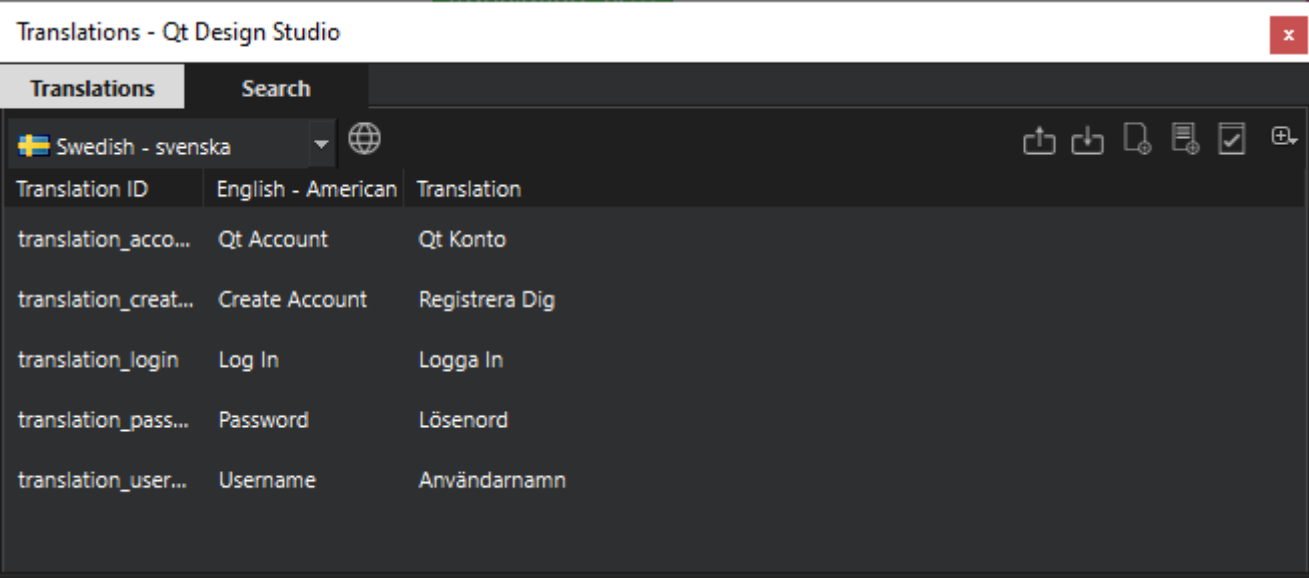 Translations - Qt Design Studio
x
Translations Search
Swedish - svenska
Translation ID English - American Translation
translation_acco... Qt Account Qt Konto
translation_creat... Create Account Registrera Dig
translation_login Log In Logga In
translation_pass... Password Lösenord
translation_user... Username Användarnamn